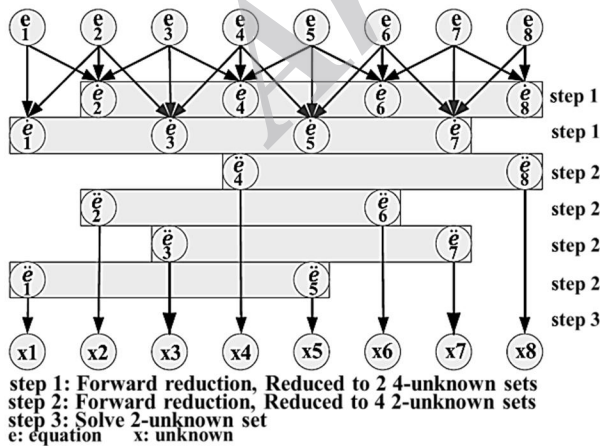 e e e e e e e e
1 2 3 4 5 6 7 8
ė ė ė ė step 1
2 4 6 8
ė ė ė ė step 1
1 3 5 7
ë ë step 2
4 8
ë ë step 2
2 6
ë ë step 2
3 7
ë ë step 2
1 5
step 3
x1 x2 x3 x4 x5 x6 x7 x8
step 1: Forward reduction, Reduced to 2 4-unknown sets
step 2: Forward reduction, Reduced to 4 2-unknown sets
step 3: Solve 2-unknown set
e: equation x: unknown